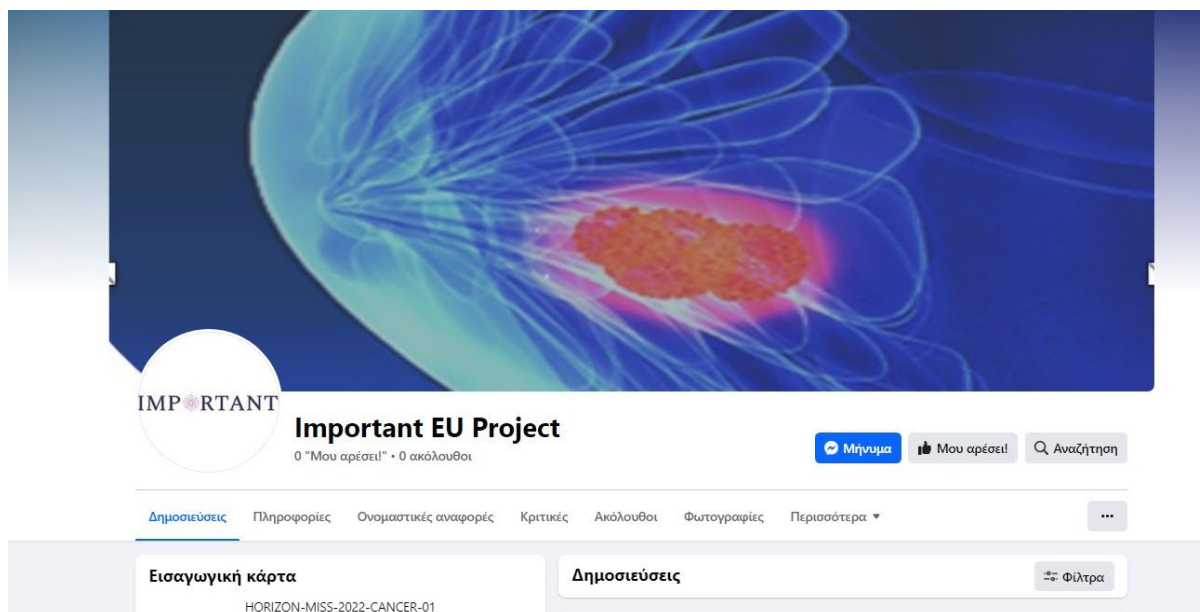 IMPORTANT
Important EU Project
0 "Μου αρέσει!" • 0 ακόλουθοι
Μήνυμα
Μου αρέσει!
Αναζήτηση
Δημοσιεύσεις Πληροφορίες Ονομαστικές αναφορές Κριτικές Ακόλουθοι Φωτογραφίες Περισσότερα
Εισαγωγική κάρτα
HORIZON-MISS-2022-CANCER-01
Δημοσιεύσεις
Φίλτρα